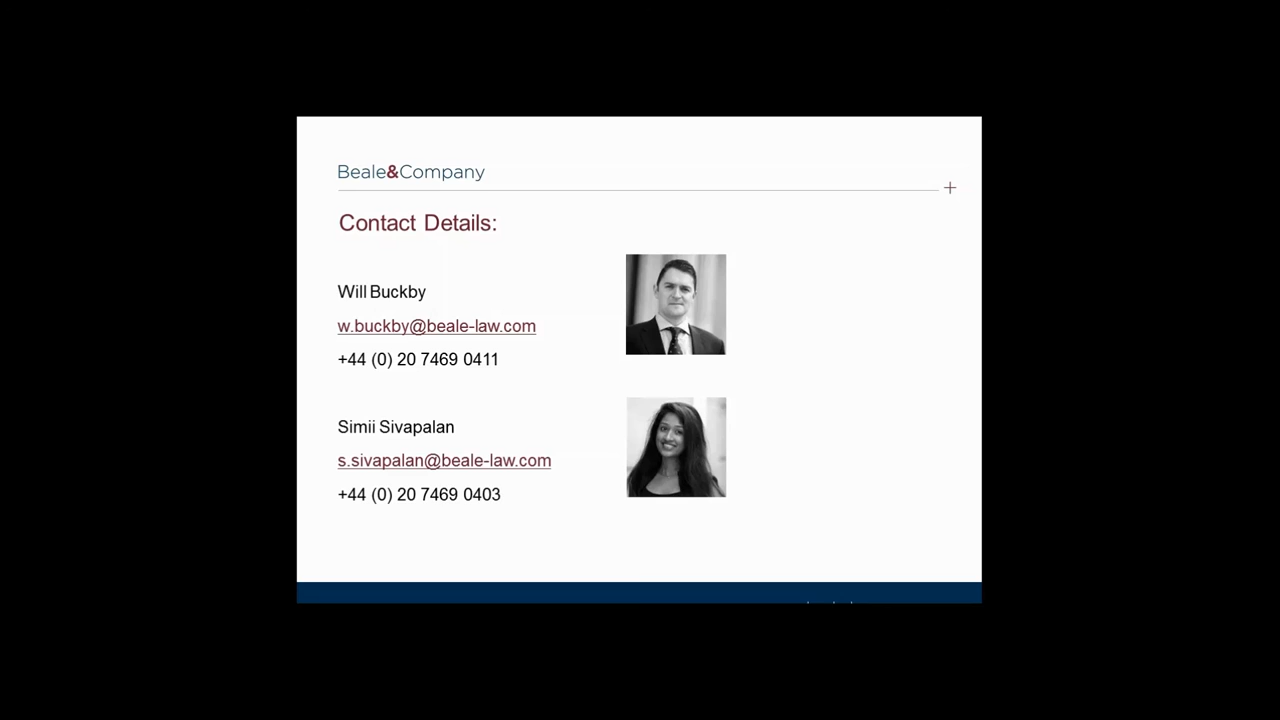 Beale&Company
Contact Details:
Will Buckby
w.buckby@beale-law.com
+44 (0) 20 7469 0411
Simii Sivapalan
s.sivapalan@beale-law.com
+44 (0) 20 7469 0403